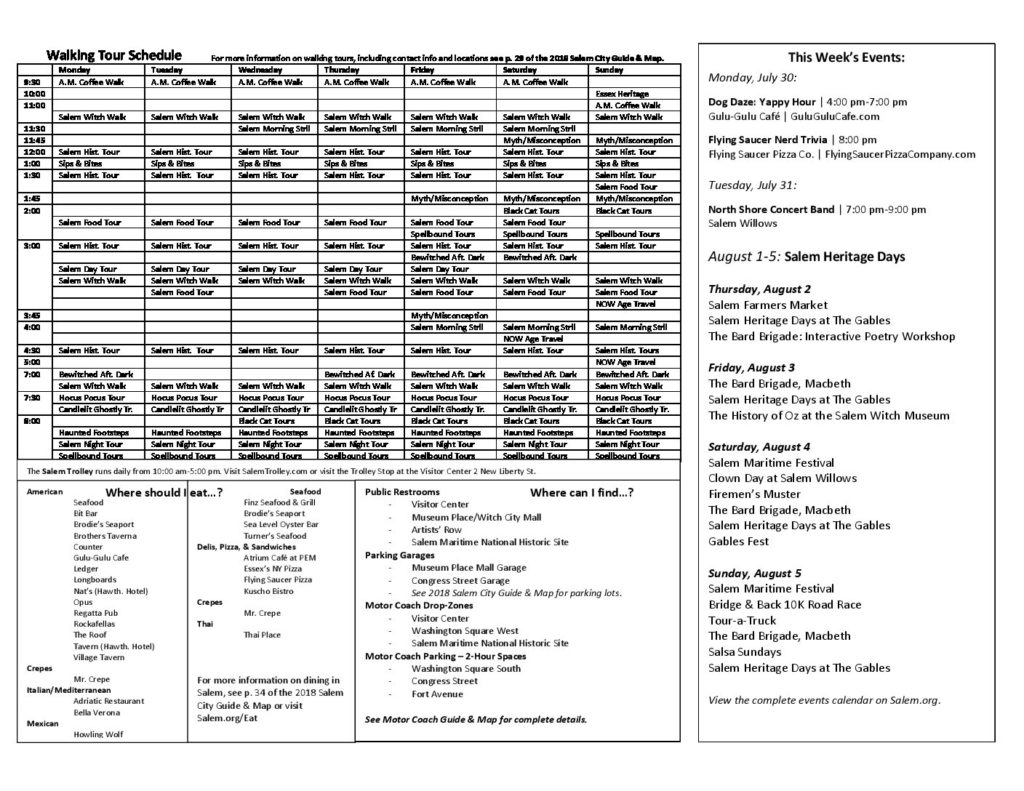 Walking Tour Schedule For more information on walking tours, including contact info and locations see p. 29 of the 2018 Salem City Guide & Map.
Monday Tuesday Wednesday Thursday Friday Saturday Sunday
9:30 A.M. Coffee Walk A.M. Coffee Walk A.M. Coffee Walk A.M. Coffee Walk A.M. Coffee Walk A.M. Coffee Walk
10:00 Essex Heritage
11:00 A.M. Coffee Walk
Salem Witch Walk Salem Witch Walk Salem Witch Walk Salem Witch Walk Salem Witch Walk Salem Witch Walk Salem Witch Walk
11:30 Salem Morning Strll Salem Morning Strll Salem Morning Strll Salem Morning Strll
11:45 Myth/Misconception Myth/Misconception
12:00 Salem Hist. Tour Salem Hist. Tour Salem Hist. Tour Salem Hist. Tour Salem Hist. Tour Salem Hist. Tour Salem Hist. Tour
1:00 Sips & Bites Sips & Bites Sips & Bites Sips & Bites Sips & Bites Sips & Bites Sips & Bites
1:30 Salem Hist. Tour Salem Hist. Tour Salem Hist. Tour Salem Hist. Tour Salem Hist. Tour Salem Hist. Tour Salem Hist. Tour
Salem Food Tour
1:45 Myth/Misconception Myth/Misconception Myth/Misconception
2:00 Black Cat Tours Black Cat Tours
Salem Food Tour Salem Food Tour Salem Food Tour Salem Food Tour Salem Food Tour Salem Food Tour
Spellbound Tours Spellbound Tours Spellbound Tours
3:00 Salem Hist. Tour Salem Hist. Tour Salem Hist. Tour Salem Hist. Tour Salem Hist. Tour Salem Hist. Tour Salem Hist. Tour
Bewitched Aft. Dark Bewitched Aft. Dark
Salem Day Tour Salem Day Tour Salem Day Tour Salem Day Tour Salem Day Tour
Salem Witch Walk Salem Witch Walk Salem Witch Walk Salem Witch Walk Salem Witch Walk Salem Witch Walk Salem Witch Walk
Salem Food Tour Salem Food Tour Salem Food Tour Salem Food Tour Salem Food Tour
NOW Age Travel
3:45 Myth/Misconception
4:00 Salem Morning Strll Salem Morning Strll Salem Morning Strll
NOW Age Travel
4:30 Salem Hist. Tour Salem Hist. Tour Salem Hist. Tour Salem Hist. Tour Salem Hist. Tour Salem Hist. Tour Salem Hist. Tours
5:00 NOW Age Travel
7:00 Bewitched Aft. Dark Bewitched Af. Dark Bewitched Aft. Dark Bewitched Aft. Dark Bewitched Aft. Dark
Salem Witch Walk Salem Witch Walk Salem Witch Walk Salem Witch Walk Salem Witch Walk Salem Witch Walk Salem Witch Walk
7:30 Hocus Pocus Tour Hocus Pocus Tour Hocus Pocus Tour Hocus Pocus Tour Hocus Pocus Tour Hocus Pocus Tour Hocus Pocus Tour
Candlelit Ghostly Tr. Candlelit Ghostly Tr Candlelit Ghostly Tr Candlelit Ghostly Tr Candlelit Ghostly Tr. Candlelit Ghostly Tr Candlelit Ghostly Tr.
8:00 Black Cat Tours Black Cat Tours Black Cat Tours Black Cat Tours Black Cat Tours
Haunted Footsteps Haunted Footsteps Haunted Footsteps Haunted Footsteps Haunted Footsteps Haunted Footsteps Haunted Footsteps
Salem Night Tour Salem Night Tour Salem Night Tour Salem Night Tour Salem Night Tour Salem Night Tour Salem Night Tour
Spellbound Tours Spellbound Tours Spellbound Tours Spellbound Tours Spellbound Tours Spellbound Tours Spellbound Tours
The Salem Trolley runs daily from 10:00 am-5:00 pm. Visit SalemTrolley.com or visit the Trolley Stop at the Visitor Center 2 New Liberty St.
Where should I eat...?
American
Seafood
Bit Bar
Brodie's Seaport
Brothers Taverna
Counter
Gulu-Gulu Cafe
Ledger
Longboards
Nat's (Hawth. Hotel)
Opus
Regatta Pub
Rockafellas
The Roof
Tavern (Hawth. Hotel)
Village Tavern
Crepes
Mr. Crepe
Italian/Mediterranean
Adriatic Restaurant
Bella Verona
Mexican
Howling Wolf
Seafood
Finz Seafood & Grill
Brodie's Seaport
Sea Level Oyster Bar
Turner's Seafood
Delis, Pizza, & Sandwiches
Atrium Café at PEM
Essex's NY Pizza
Flying Saucer Pizza
Kuscho Bistro
Crepes
Mr. Crepe
Thai
Thai Place
For more information on dining in
Salem, see p. 34 of the 2018 Salem
City Guide & Map or visit
Salem.org/Eat
Where can I find...?
Public Restrooms
- Visitor Center
- Museum Place/Witch City Mall
- Artists' Row
- Salem Maritime National Historic Site
Parking Garages
- Museum Place Mall Garage
- Congress Street Garage
- See 2018 Salem City Guide & Map for parking lots.
Motor Coach Drop-Zones
- Visitor Center
- Washington Square West
- Salem Maritime National Historic Site
Motor Coach Parking – 2-Hour Spaces
- Washington Square South
- Congress Street
- Fort Avenue
See Motor Coach Guide & Map for complete details.
This Week's Events:
Monday, July 30:
Dog Daze: Yappy Hour | 4:00 pm-7:00 pm
Gulu-Gulu Café | GuluGuluCafe.com
Flying Saucer Nerd Trivia | 8:00 pm
Flying Saucer Pizza Co. | FlyingSaucerPizzaCompany.com
Tuesday, July 31:
North Shore Concert Band | 7:00 pm-9:00 pm
Salem Willows
August 1-5: Salem Heritage Days
Thursday, August 2
Salem Farmers Market
Salem Heritage Days at The Gables
The Bard Brigade: Interactive Poetry Workshop
Friday, August 3
The Bard Brigade, Macbeth
Salem Heritage Days at The Gables
The History of Oz at the Salem Witch Museum
Saturday, August 4
Salem Maritime Festival
Clown Day at Salem Willows
Firemen's Muster
The Bard Brigade, Macbeth
Salem Heritage Days at The Gables
Gables Fest
Sunday, August 5
Salem Maritime Festival
Bridge & Back 10K Road Race
Tour-a-Truck
The Bard Brigade, Macbeth
Salsa Sundays
Salem Heritage Days at The Gables
View the complete events calendar on Salem.org.